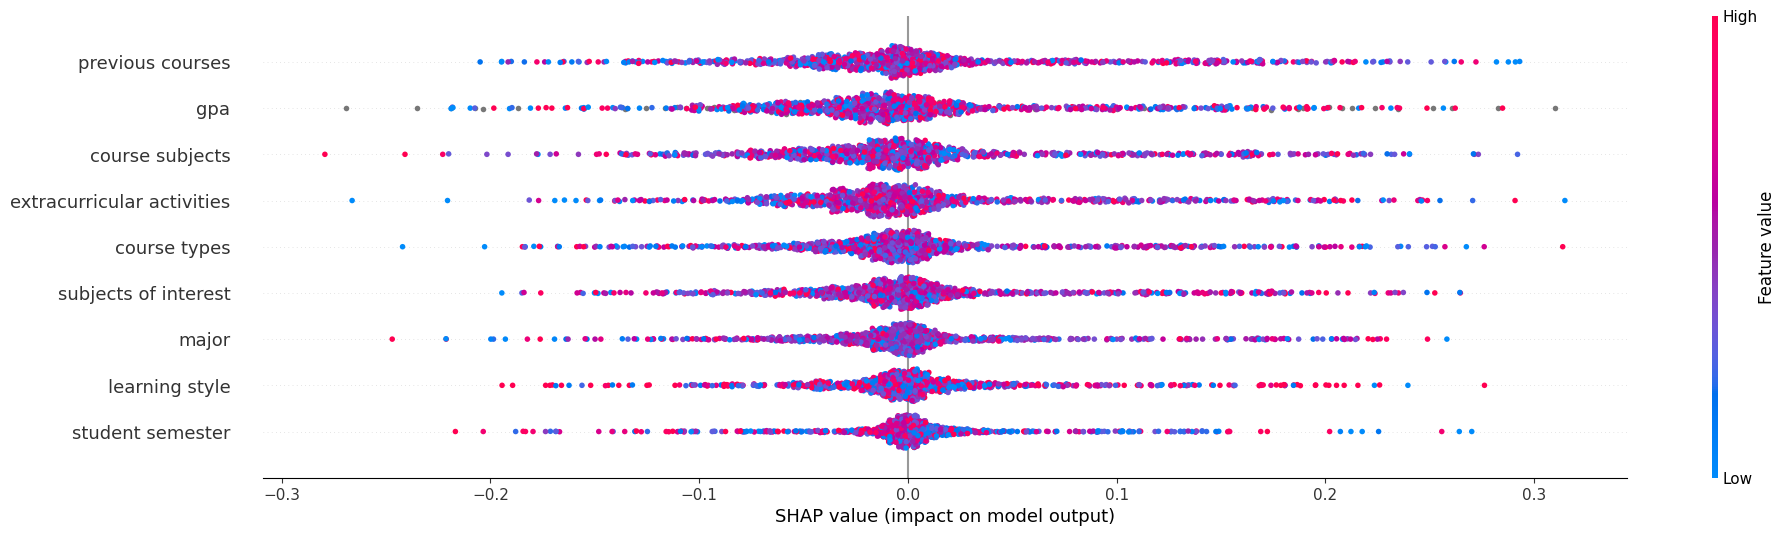 High
previous courses
gpa
course subjects
extracurricular activities
course types
subjects of interest
major
learning style
student semester
Feature value
Low
−0.3 −0.2 −0.1 0.0 0.1 0.2 0.3
SHAP value (impact on model output)